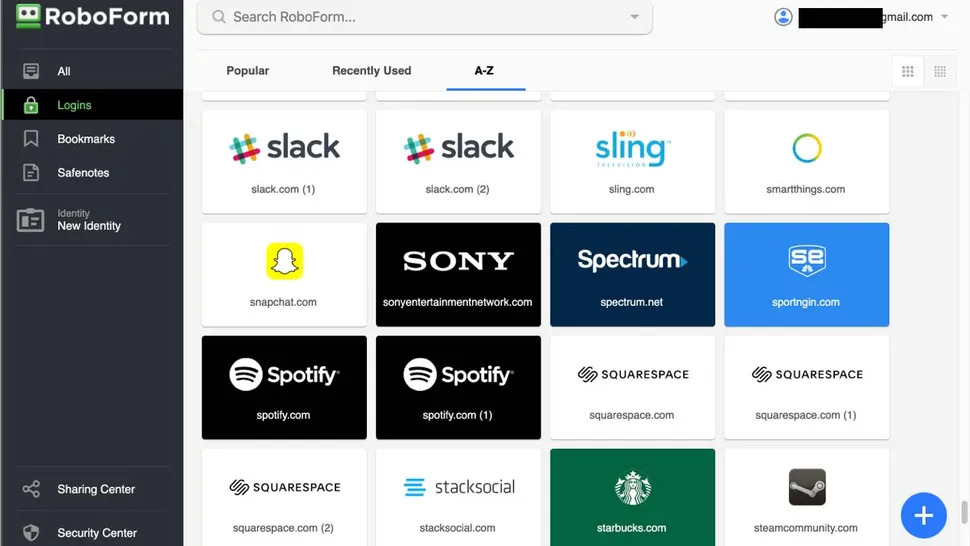 RoboForm
Search RoboForm...
gmail.com
All
Logins
Bookmarks
Safenotes
Identity
New Identity
Sharing Center
Security Center
Popular
Recently Used
A-Z
slack
slack
sling
TELEVISION
slack.com (1)
slack.com (2)
sling.com
smartthings.com
SONY
Spectrum
se
snapchat.com
sonyentertainmentnetwork.com
spectrum.net
sportngin.com
Spotify
Spotify
SQUARESPACE
SQUARESPACE
spotify.com
spotify.com (1)
squarespace.com
squarespace.com (1)
SQUARESPACE
stacksocial
squarespace.com (2)
stacksocial.com
starbucks.com
steamcommunity.com